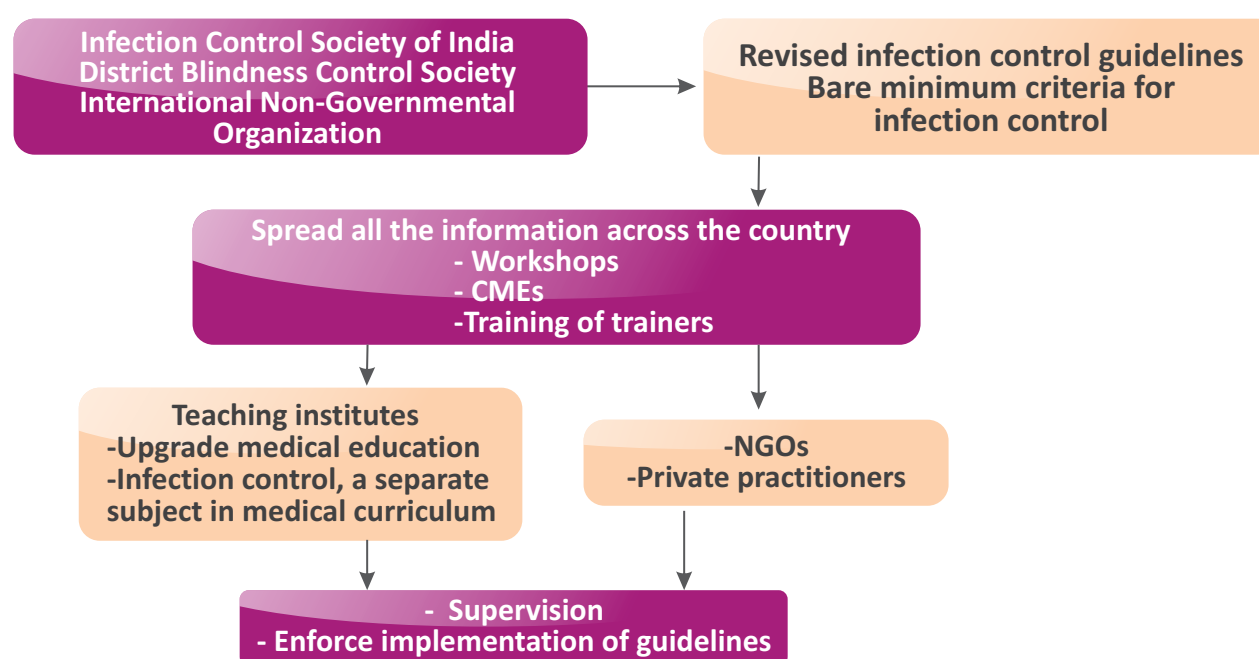 Infection Control Society of India
District Blindness Control Society
International Non-Governmental
Organization
Revised infection control guidelines
Bare minimum criteria for
infection control
Spread all the information across the country
- Workshops
- CMEs
-Training of trainers
Teaching institutes
-Upgrade medical education
-Infection control, a separate
subject in medical curriculum
-NGOs
-Private practitioners
- Supervision
- Enforce implementation of guidelines